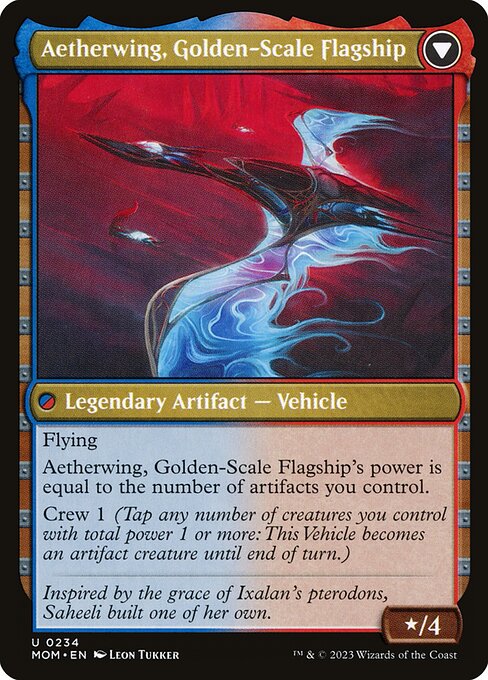 Aetherwing, Golden-Scale Flagship
Legendary Artifact — Vehicle
Flying
Aetherwing, Golden-Scale Flagship's power is
equal to the number of artifacts you control.
Crew 1 (Tap any number of creatures you control
with total power 1 or more: This Vehicle becomes
an artifact creature until end of turn.)
Inspired by the grace of Ixalan's pterodons,
Saheeli built one of her own.
★/4
U 0234
MOM • EN Leon Tukker
™ & © 2023 Wizards of the Coast